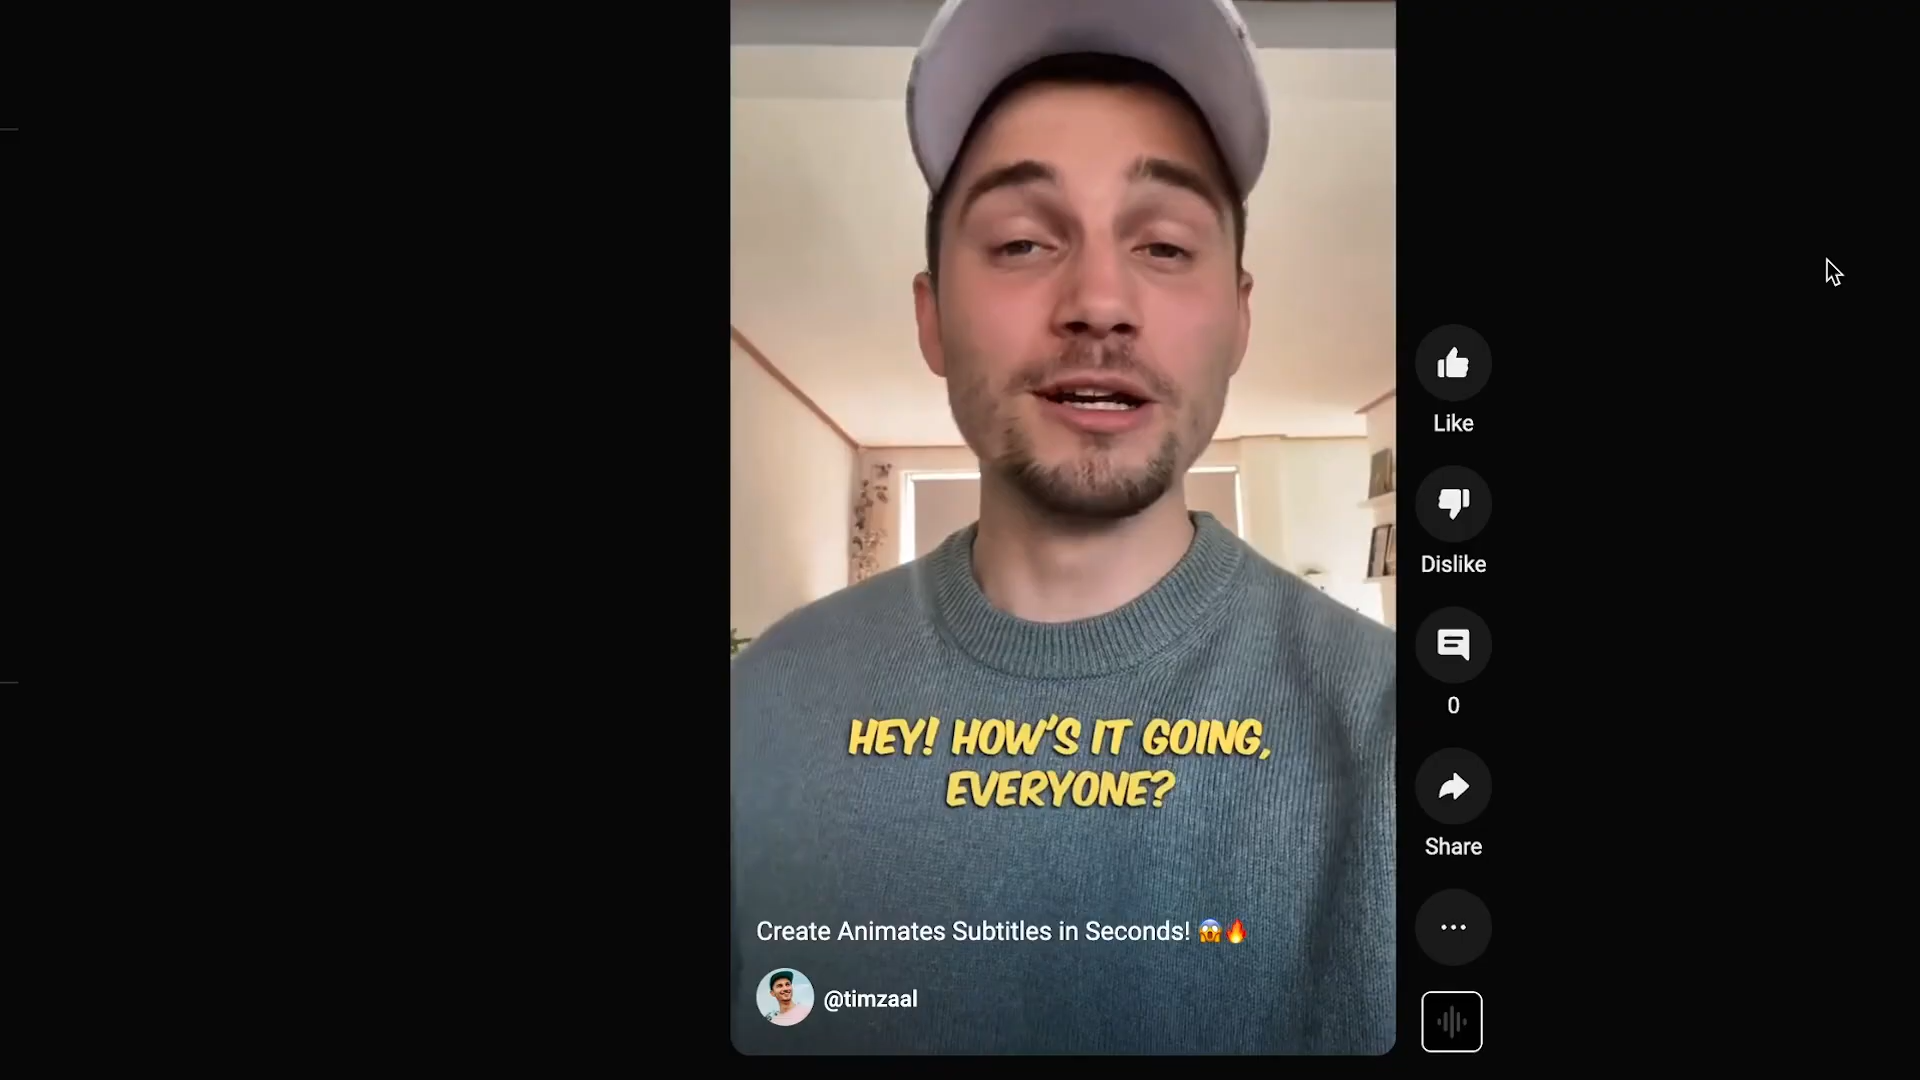 HEY! HOW'S IT GOING,
EVERYONE?
Create Animates Subtitles in Seconds! 😱🔥
@timzaal
Like
Dislike
0
Share